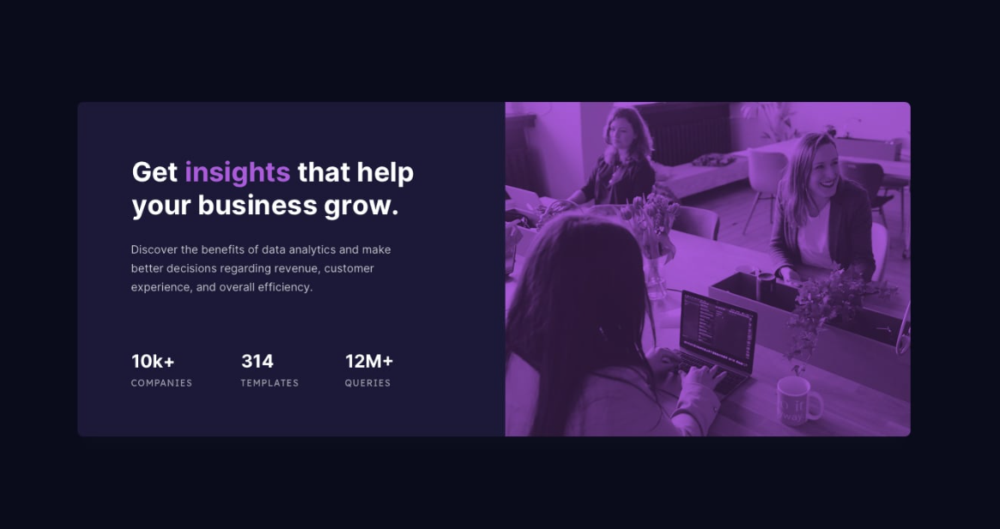 Get insights that help
your business grow.
Discover the benefits of data analytics and make
better decisions regarding revenue, customer
experience, and overall efficiency.
10k+ 314 12M+
COMPANIES TEMPLATES QUERIES